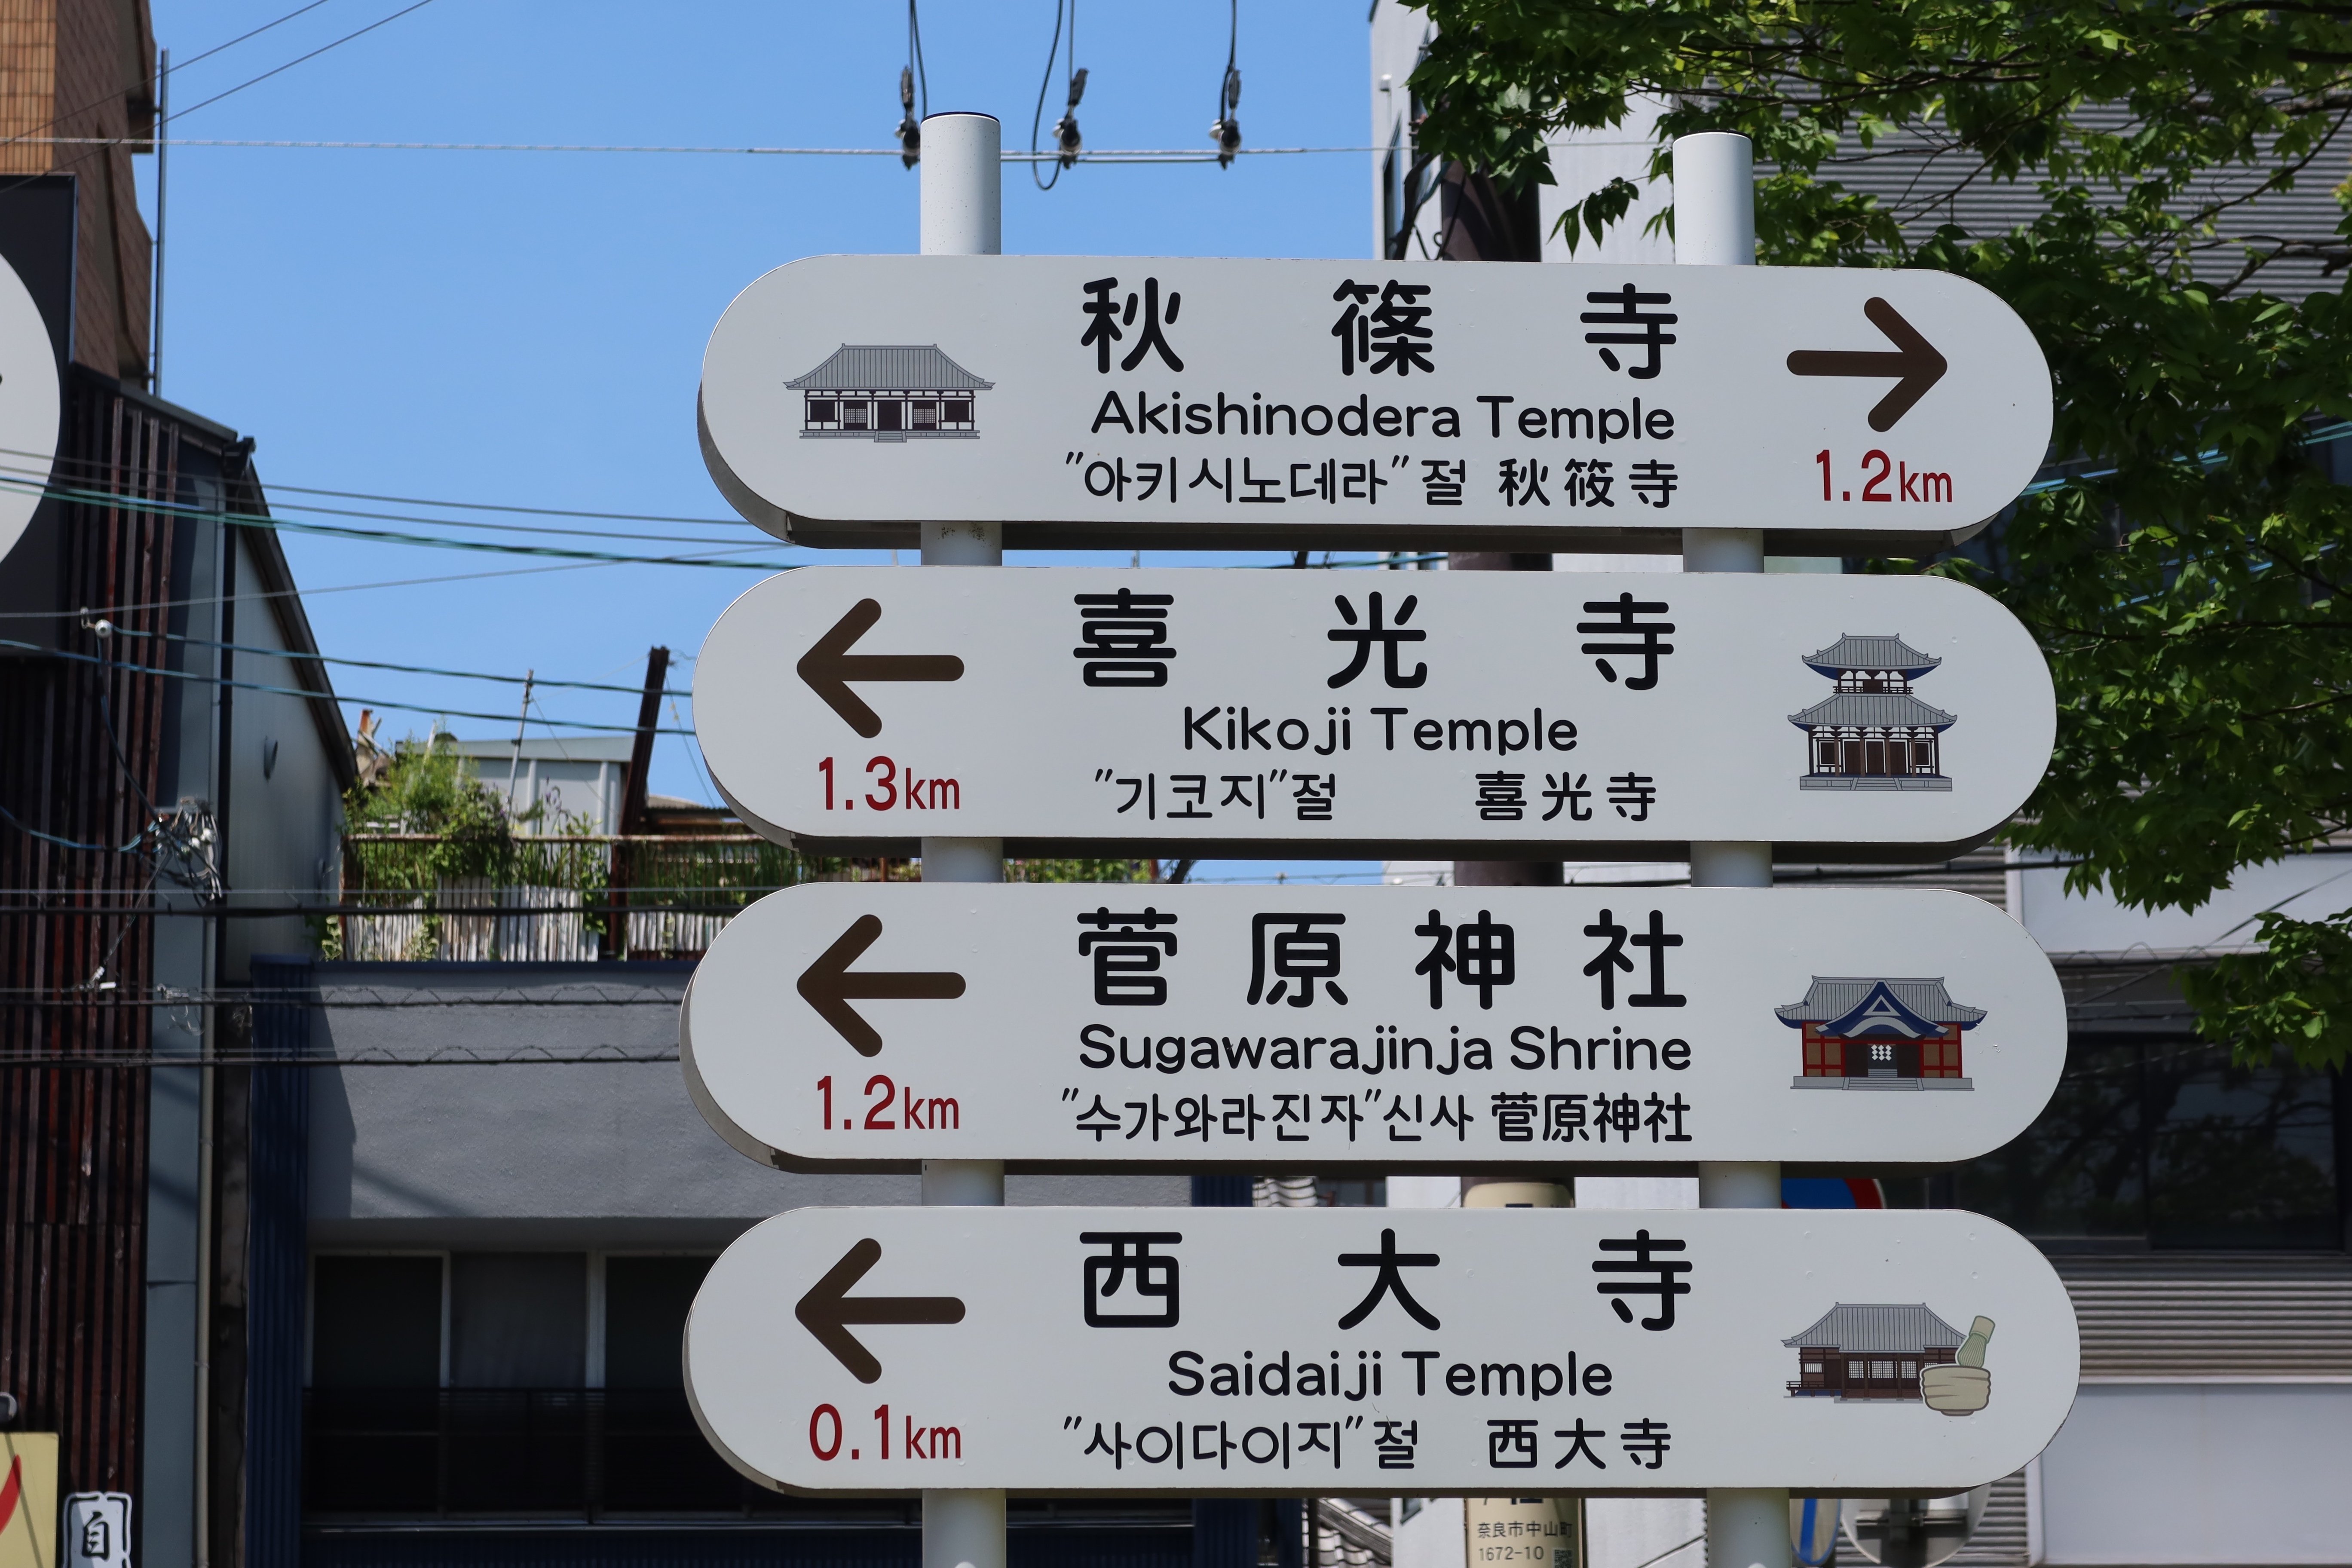 秋篠寺
Akishinodera Temple
"아키시노데라"절 秋筱寺
1.2km
喜光寺
Kikoji Temple
"기코지"절 喜光寺
1.3km
菅原神社
Sugawarajinja Shrine
"수가와라진자"신사 菅原神社
1.2km
西大寺
Saidaiji Temple
"사이다이지"절 西大寺
0.1km
自
奈良市中山町
1672-10